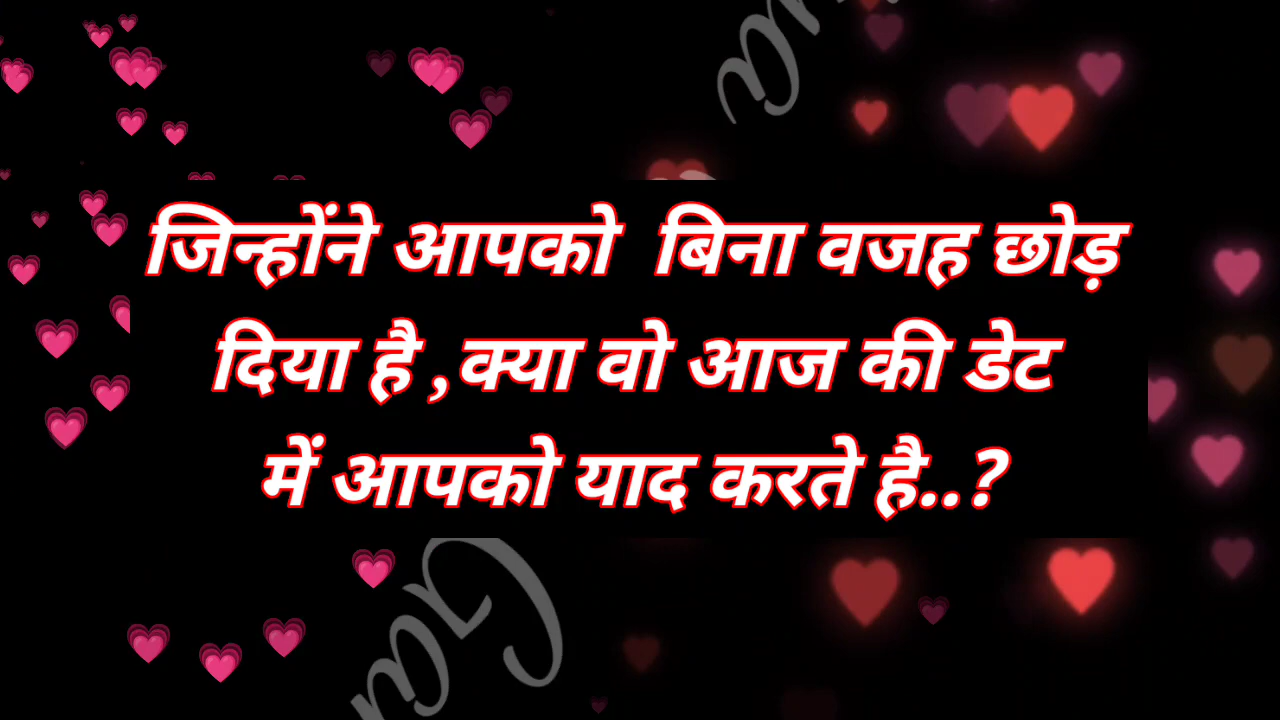 जिन्होंने आपको बिना वजह छोड़
दिया है ,क्या वो आज की डेट
में आपको याद करते है..?